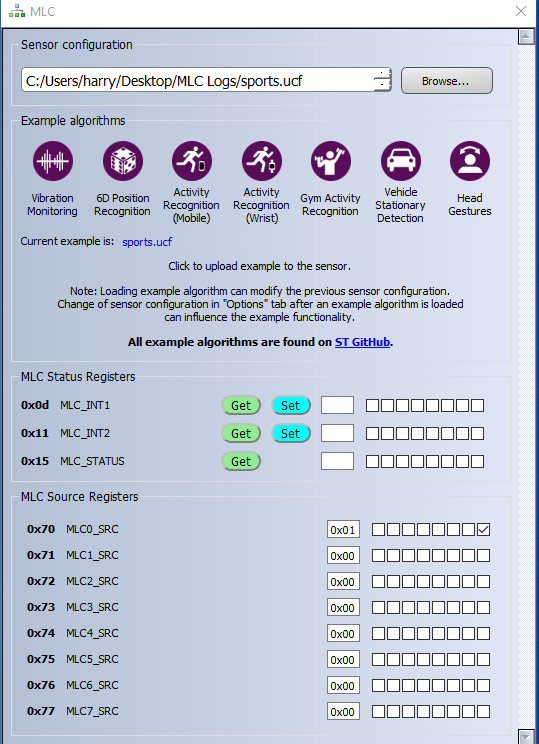 MLC
Sensor configuration
C:/Users/harry/Desktop/MLC Logs/sports.ucf
Browse...
Example algorithms
Vibration
Monitoring
6D Position
Recognition
Activity
Recognition
(Mobile)
Activity
Recognition
(Wrist)
Gym Activity
Recognition
Vehicle
Stationary
Detection
Head
Gestures
Current example is: sports.ucf
Click to upload example to the sensor.
Note: Loading example algorithm can modify the previous sensor configuration.
Change of sensor configuration in "Options" tab after an example algorithm is loaded
can influence the example functionality.
All example algorithms are found on ST GitHub.
MLC Status Registers
0x0d MLC_INT1 Get Set
0x11 MLC_INT2 Get Set
0x15 MLC_STATUS Get
MLC Source Registers
0x70 MLC0_SRC 0x01
0x71 MLC1_SRC 0x00
0x72 MLC2_SRC 0x00
0x73 MLC3_SRC 0x00
0x74 MLC4_SRC 0x00
0x75 MLC5_SRC 0x00
0x76 MLC6_SRC 0x00
0x77 MLC7_SRC 0x00